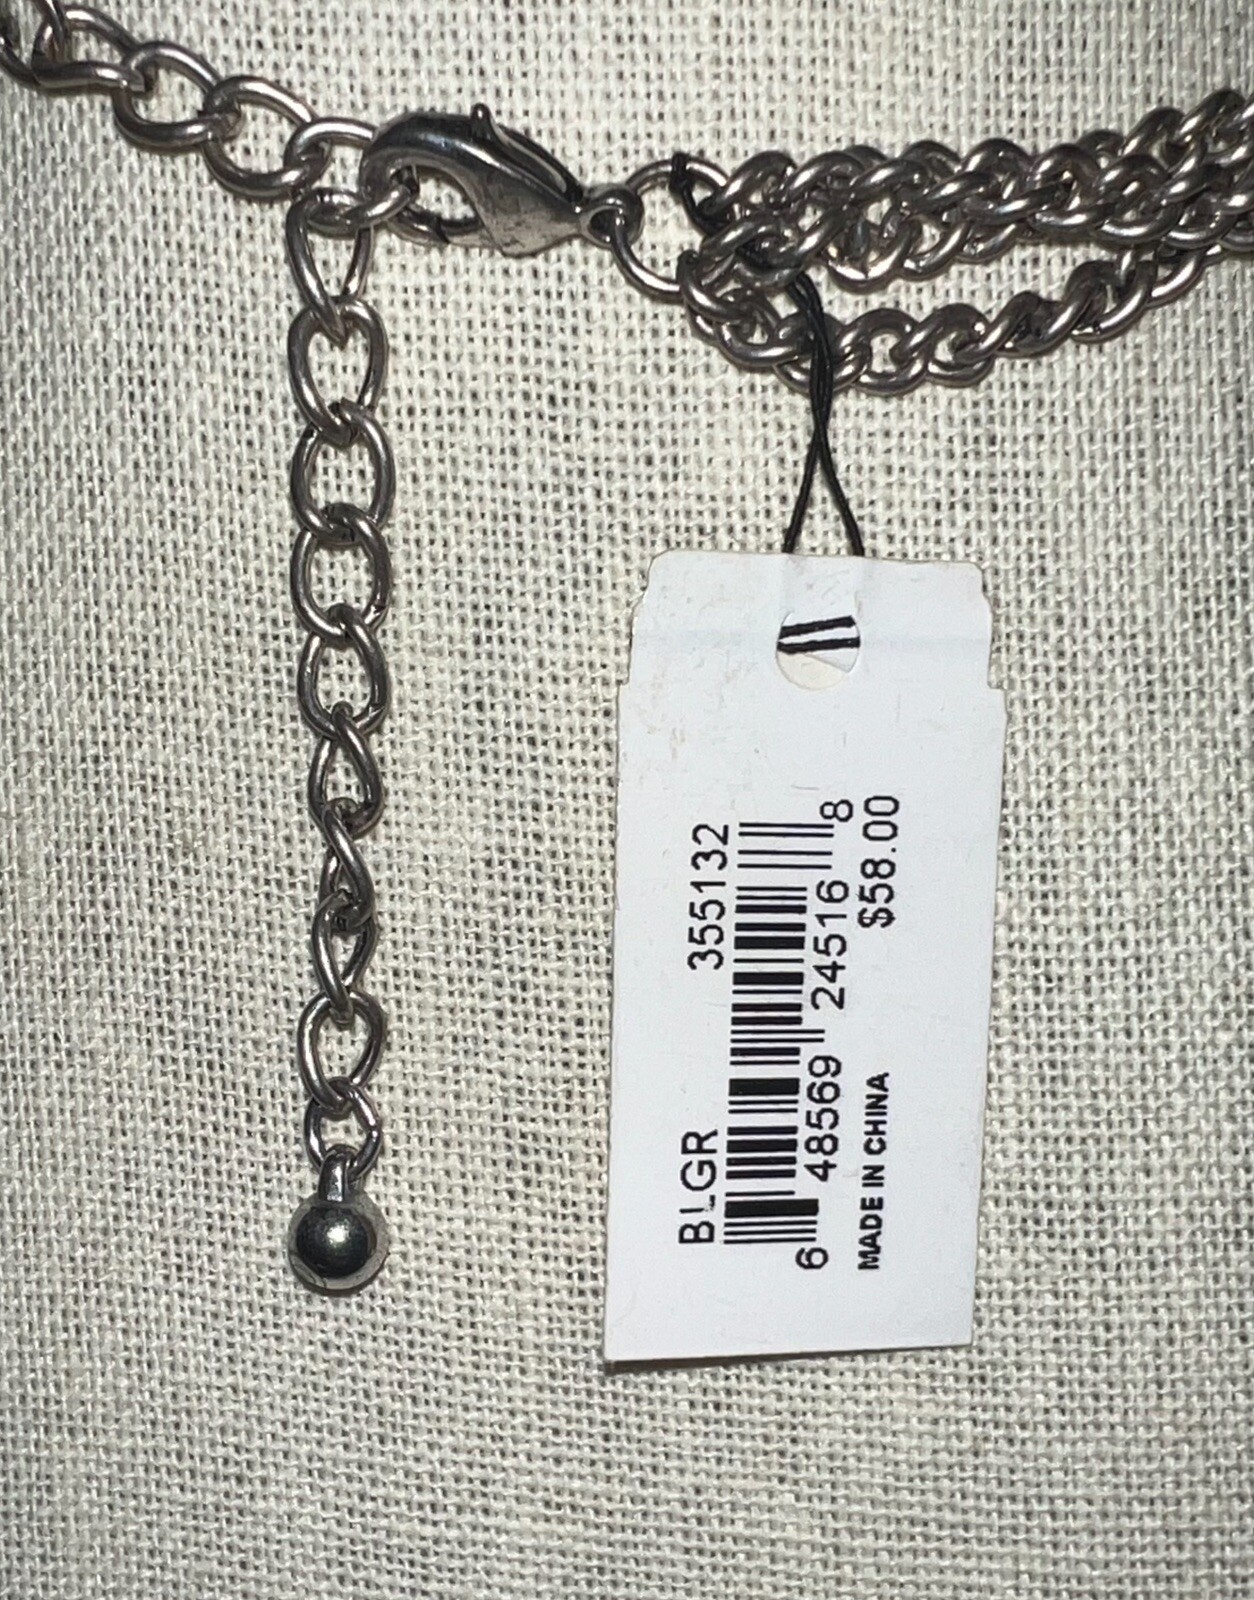 BLGR 355132
6 48569 24516 8
MADE IN CHINA $58.00